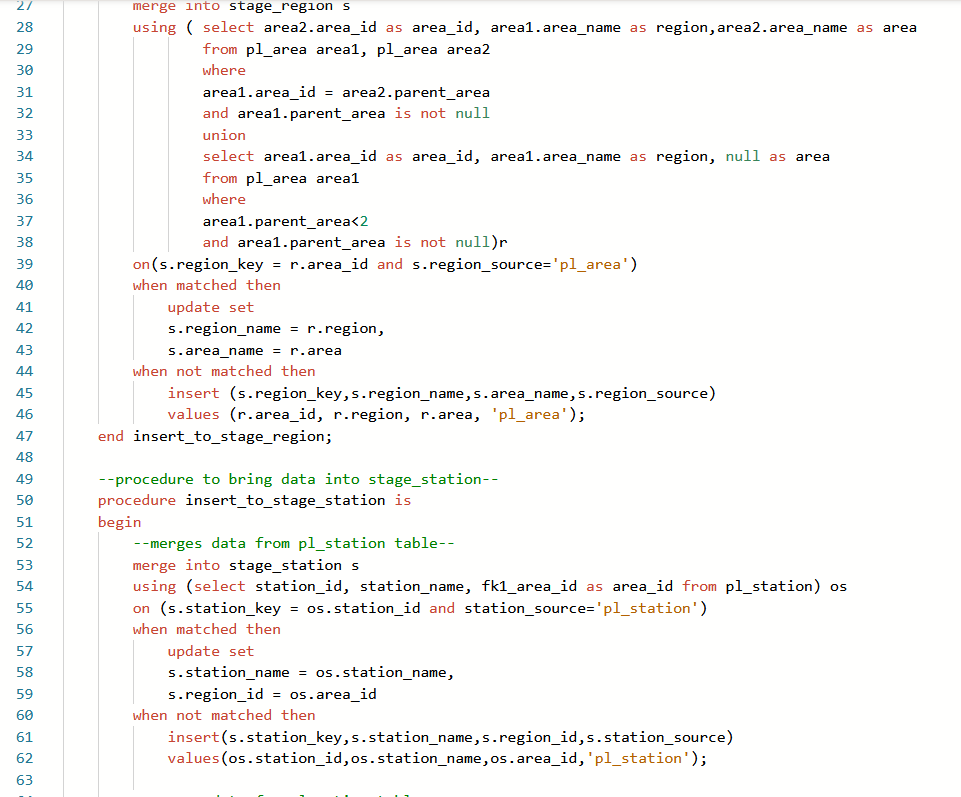 27 merge into stage_region s
28 using ( select area2.area_id as area_id, area1.area_name as region,area2.area_name as area
29 from pl_area area1, pl_area area2
30 where
31 area1.area_id = area2.parent_area
32 and area1.parent_area is not null
33 union
34 select area1.area_id as area_id, area1.area_name as region, null as area
35 from pl_area area1
36 where
37 area1.parent_area<2
38 and area1.parent_area is not null)r
39 on(s.region_key = r.area_id and s.region_source='pl_area')
40 when matched then
41 update set
42 s.region_name = r.region,
43 s.area_name = r.area
44 when not matched then
45 insert (s.region_key,s.region_name,s.area_name,s.region_source)
46 values (r.area_id, r.region, r.area, 'pl_area');
47 end insert_to_stage_region;
48
49 --procedure to bring data into stage_station--
50 procedure insert_to_stage_station is
51 begin
52 --merges data from pl_station table--
53 merge into stage_station s
54 using (select station_id, station_name, fk1_area_id as area_id from pl_station) os
55 on (s.station_key = os.station_id and station_source='pl_station')
56 when matched then
57 update set
58 s.station_name = os.station_name,
59 s.region_id = os.area_id
60 when not matched then
61 insert(s.station_key,s.station_name,s.region_id,s.station_source)
62 values(os.station_id,os.station_name,os.area_id,'pl_station');
63